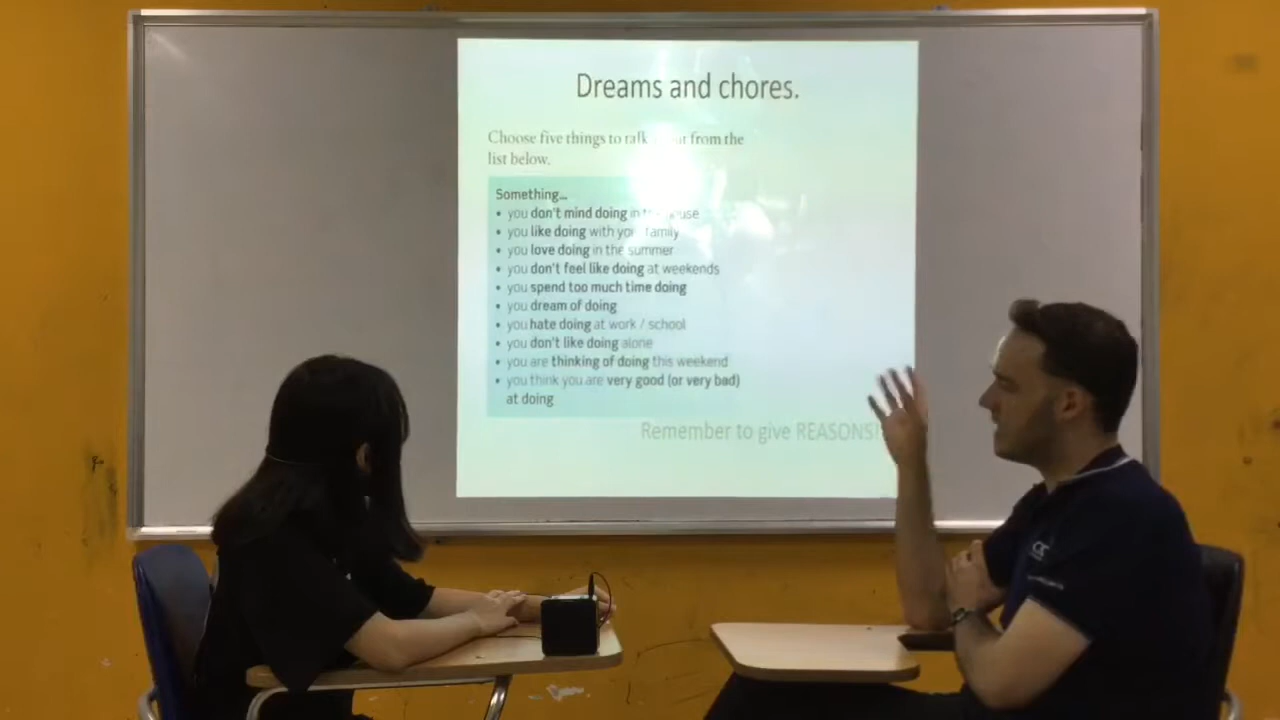 Dreams and chores.
Choose five things to talk about from the
list below.
Something...
• you don't mind doing in the house
• you like doing with your family
• you love doing in the summer
• you don't feel like doing at weekends
• you spend too much time doing
• you dream of doing
• you hate doing at work / school
• you don't like doing alone
• you are thinking of doing this weekend
• you think you are very good (or very bad)
at doing
Remember to give REASONS!